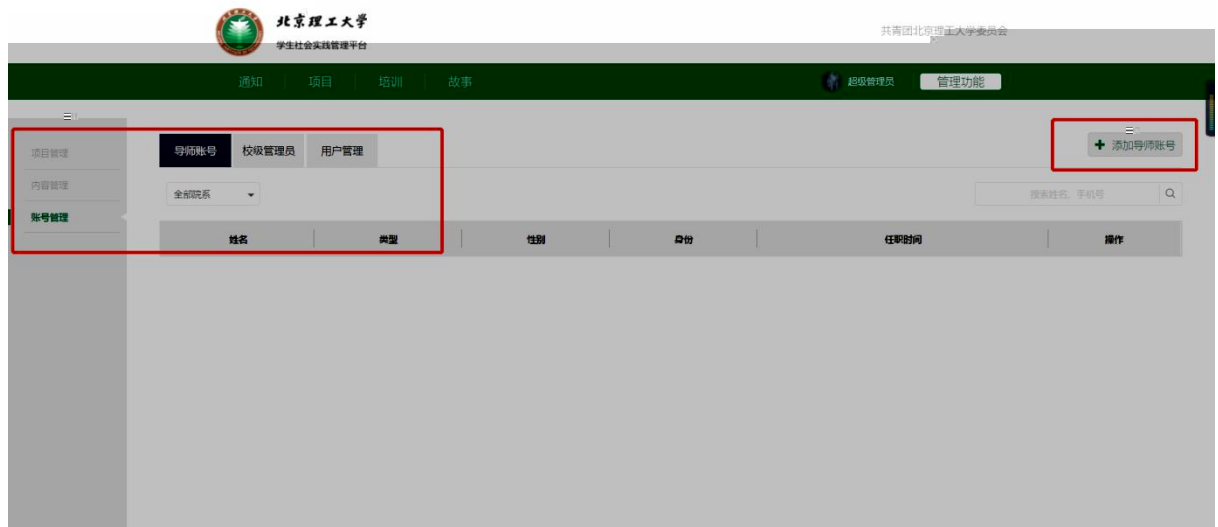 北京理工大学
学生社会实践管理平台
共青团北京理工大学委员会
通知 项目 培训 故事 超级管理员 管理功能
项目管理
内容管理
账号管理
导师账号 校级管理员 用户管理
添加导师账号
全部院系
搜索姓名、手机号
姓名 类型 性别 身份 任职时间 操作